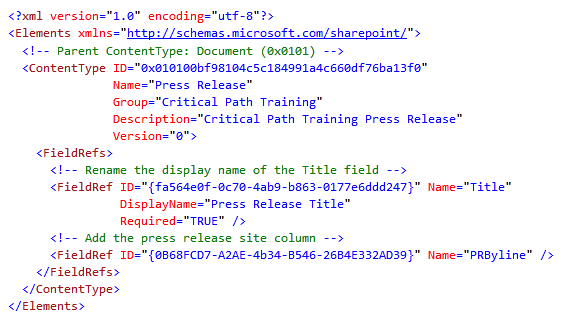 <?xml version="1.0" encoding="utf-8"?>
<Elements xmlns="http://schemas.microsoft.com/sharepoint/">
  <!-- Parent ContentType: Document (0x0101) -->
  <ContentType ID="0x010100bf98104c5c184991a4c660df76ba13f0"
               Name="Press Release"
               Group="Critical Path Training"
               Description="Critical Path Training Press Release"
               Version="0">
    <FieldRefs>
      <!-- Rename the display name of the Title field -->
      <FieldRef ID="{fa564e0f-0c70-4ab9-b863-0177e6ddd247}" Name="Title"
                DisplayName="Press Release Title"
                Required="TRUE" />
      <!-- Add the press release site column -->
      <FieldRef ID="{0B68FCD7-A2AE-4b34-B546-26B4E332AD39}" Name="PRByline" />
    </FieldRefs>
  </ContentType>
</Elements>